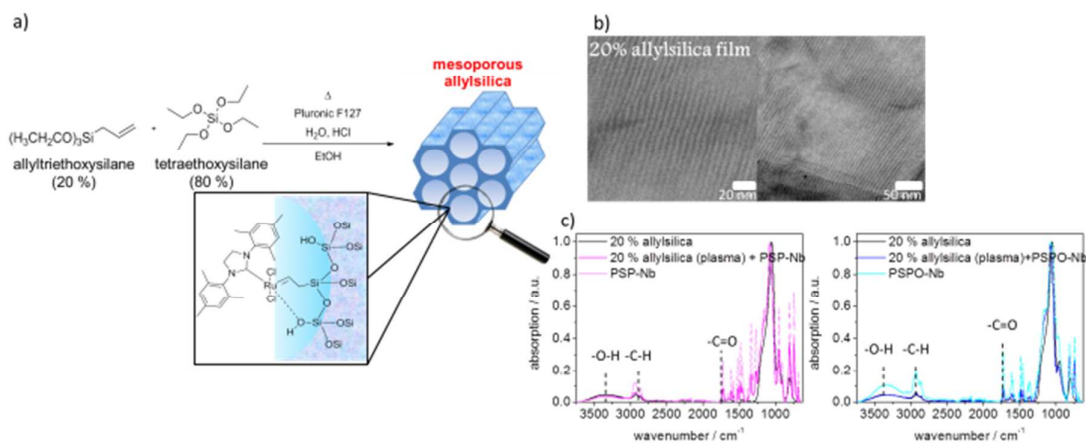 a)
mesoporous
allylsilica
(H₃CH₂CO)₃Si
+
O
O
Si
O
O
allyltriethoxysilane
(20 %)
tetraethoxysilane
(80 %)
Δ
Pluronic F127
H₂O, HCl
EtOH
N
N
Cl
Ru
Cl
H
O
HO
OSi
Si
OSi
O
OSi
Si
OSi
O
Si
OSi
OSi
b)
20% allylsilica film
20 nm
50 nm
c)
1.0
0.8
0.6
0.4
0.2
0.0
absorption / a.u.
20 % allylsilica
20 % allylsilica (plasma) + PSP-Nb
PSP-Nb
-O-H
-C-H
-C=O
3500 3000 2500 2000 1500 1000
wavenumber / cm⁻¹
1.0
0.8
0.6
0.4
0.2
0.0
absorption / a.u.
20 % allylsilica
20 % allylsilica (plasma)+PSPO-Nb
PSPO-Nb
-O-H
-C-H
-C=O
3500 3000 2500 2000 1500 1000
wavenumber / cm⁻¹